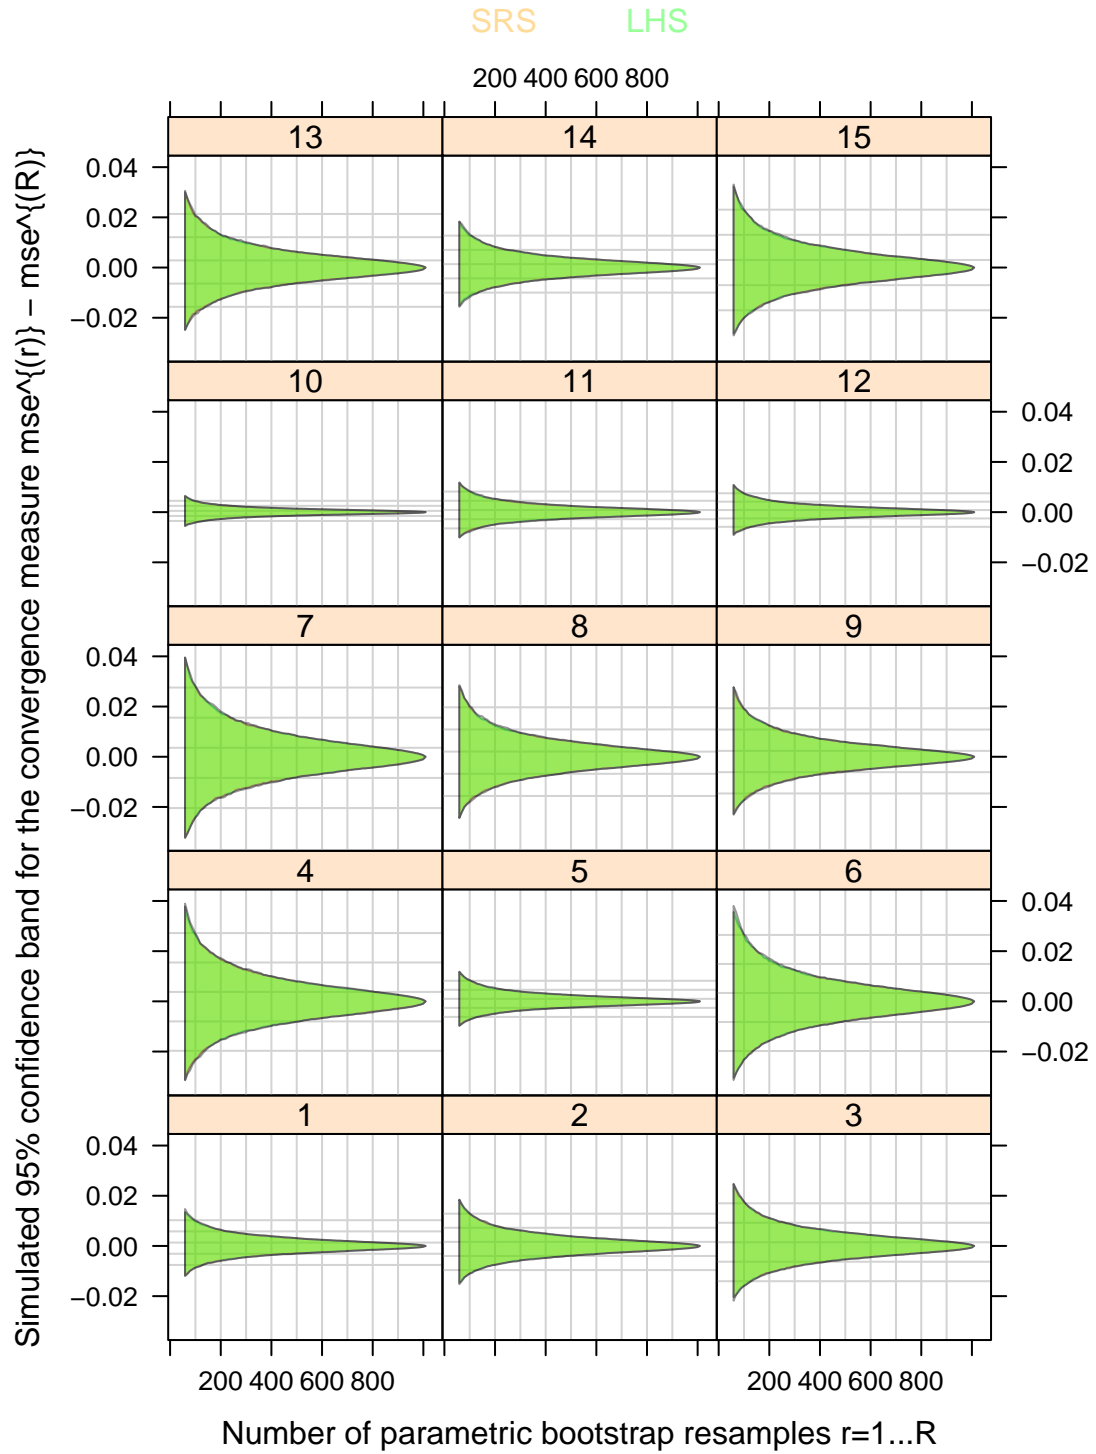 SRS LHS
200 400 600 800
13 14 15
0.04
0.02
0.00
−0.02
10 11 12
0.04
0.02
0.00
−0.02
7 8 9
0.04
0.02
0.00
−0.02
4 5 6
0.04
0.02
0.00
−0.02
1 2 3
0.04
0.02
0.00
−0.02
200 400 600 800 200 400 600 800
Number of parametric bootstrap resamples r=1...R
Simulated 95% confidence band for the convergence measure mse^{(r)} − mse^{(R)}